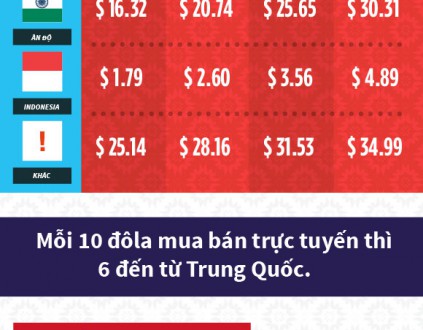 $ 16.32 $ 20.74 $ 25.65 $ 30.31
ẤN ĐỘ
$ 1.79 $ 2.60 $ 3.56 $ 4.89
INDONESIA
! 
$ 25.14 $ 28.16 $ 31.53 $ 34.99
KHÁC
Mỗi 10 đôla mua bán trực tuyến thì
6 đến từ Trung Quốc.